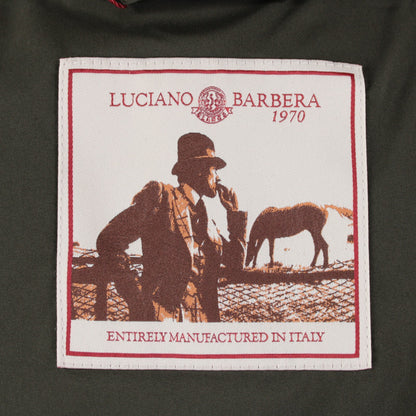 LUCIANO BARBERA
1970
ENTIRELY MANUFACTURED IN ITALY